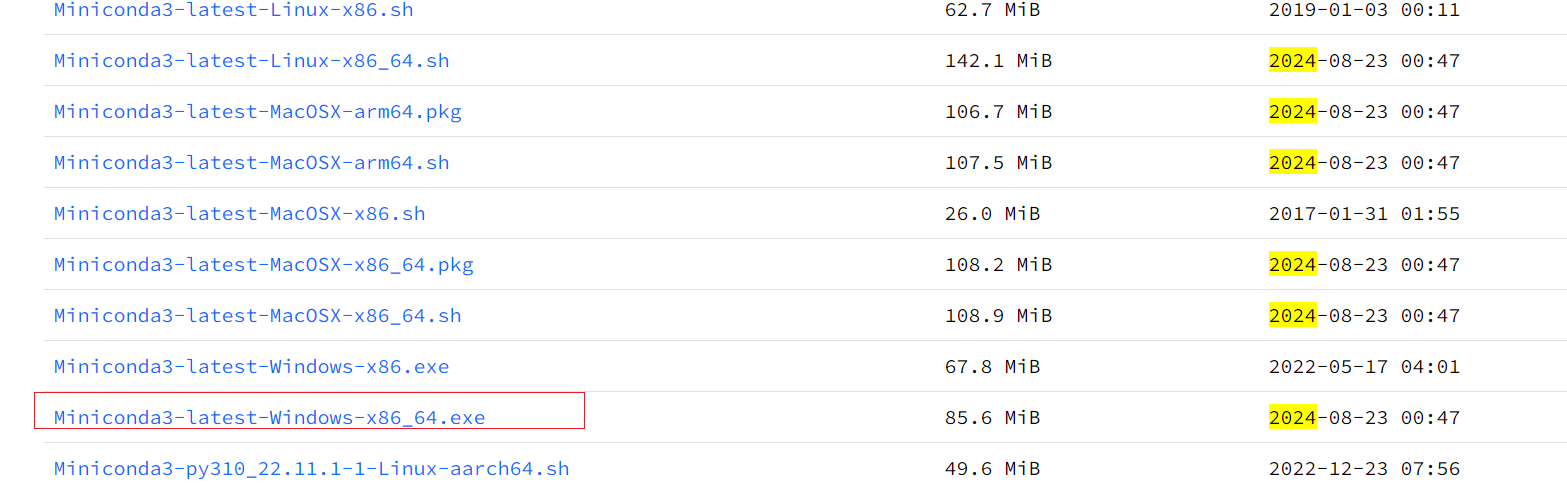 Miniconda3-latest-Linux-x86.sh 62.7 MiB 2019-01-03 00:11
Miniconda3-latest-Linux-x86_64.sh 142.1 MiB 2024-08-23 00:47
Miniconda3-latest-MacOSX-arm64.pkg 106.7 MiB 2024-08-23 00:47
Miniconda3-latest-MacOSX-arm64.sh 107.5 MiB 2024-08-23 00:47
Miniconda3-latest-MacOSX-x86.sh 26.0 MiB 2017-01-31 01:55
Miniconda3-latest-MacOSX-x86_64.pkg 108.2 MiB 2024-08-23 00:47
Miniconda3-latest-MacOSX-x86_64.sh 108.9 MiB 2024-08-23 00:47
Miniconda3-latest-Windows-x86.exe 67.8 MiB 2022-05-17 04:01
Miniconda3-latest-Windows-x86_64.exe 85.6 MiB 2024-08-23 00:47
Miniconda3-py310_22.11.1-1-Linux-aarch64.sh 49.6 MiB 2022-12-23 07:56